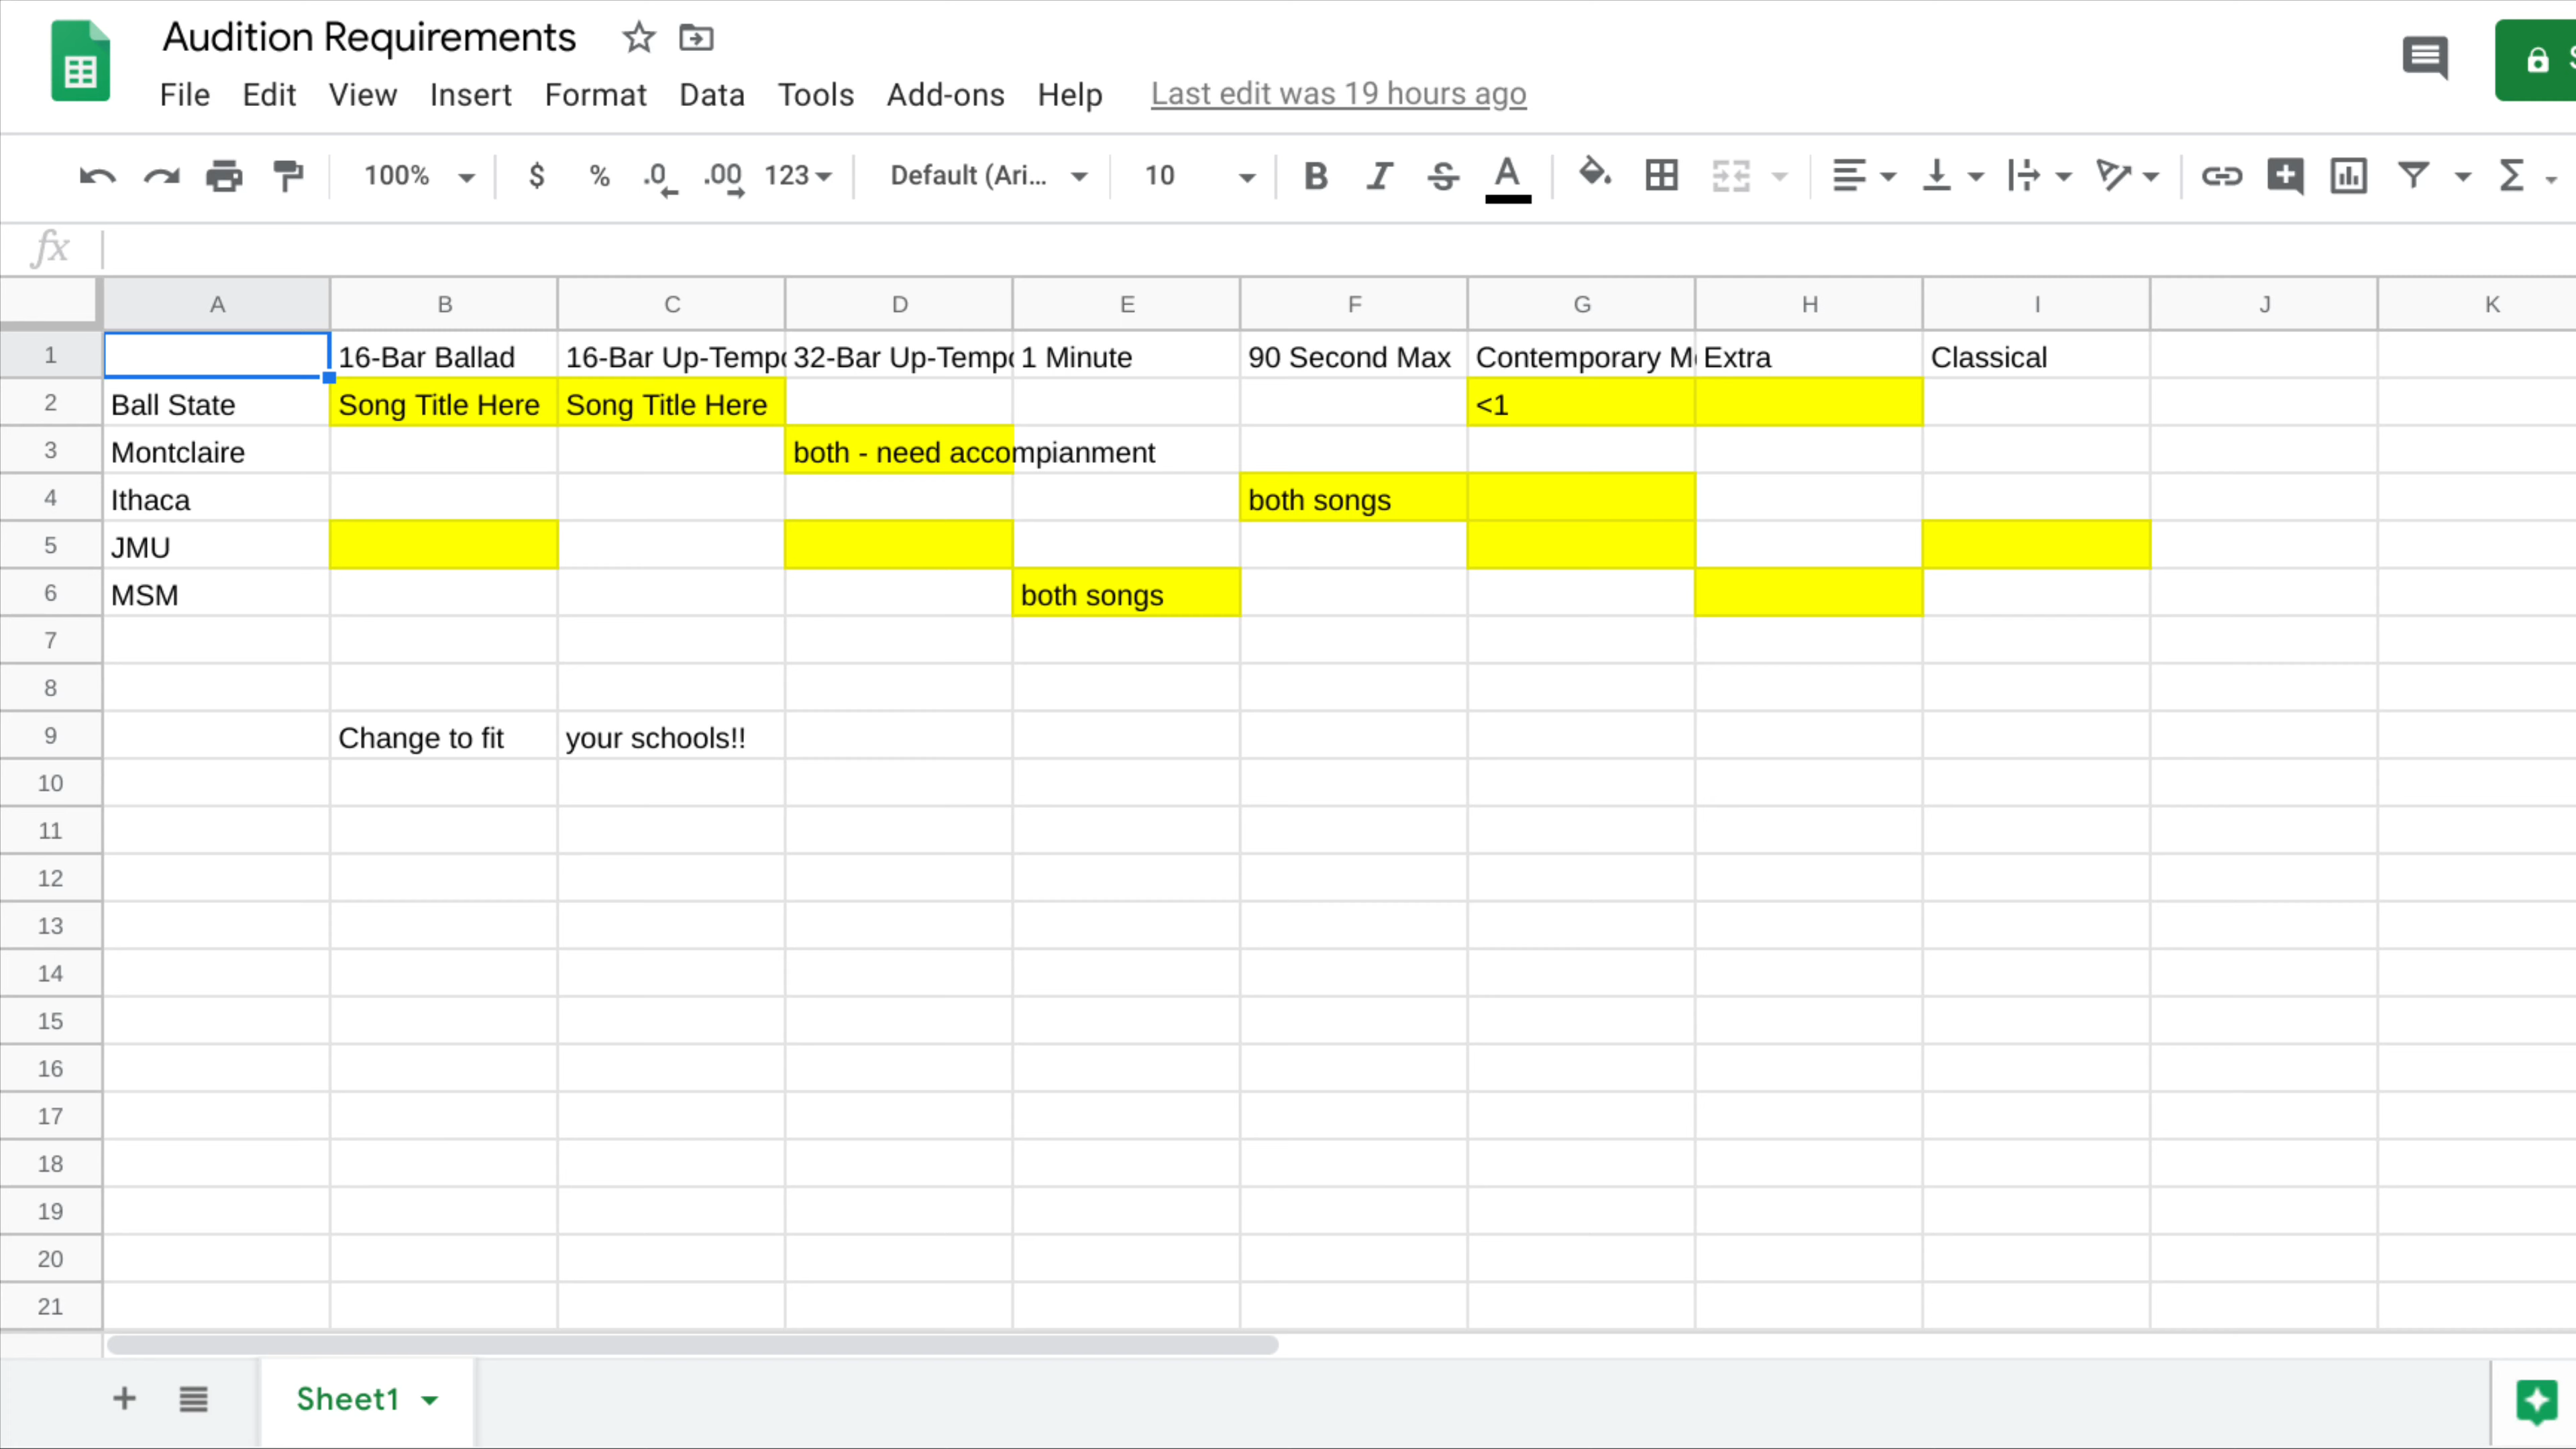 Audition Requirements
File Edit View Insert Format Data Tools Add-ons Help Last edit was 19 hours ago
100% $ % .0 .00 123 Default (Ari... 10 B I S A
fx
A B C D E F G H I J K
1 16-Bar Ballad 16-Bar Up-Tempo 32-Bar Up-Tempo 1 Minute 90 Second Max Contemporary Extra Classical
2 Ball State Song Title Here Song Title Here <1
3 Montclaire both - need accompianment
4 Ithaca both songs
5 JMU
6 MSM both songs
7
8
9 Change to fit your schools!!
10
11
12
13
14
15
16
17
18
19
20
21
Sheet1